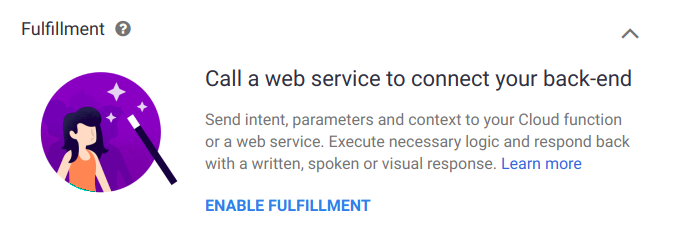 Fulfillment ?
Call a web service to connect your back-end
Send intent, parameters and context to your Cloud function
or a web service. Execute necessary logic and respond back
with a written, spoken or visual response. Learn more
ENABLE FULFILLMENT